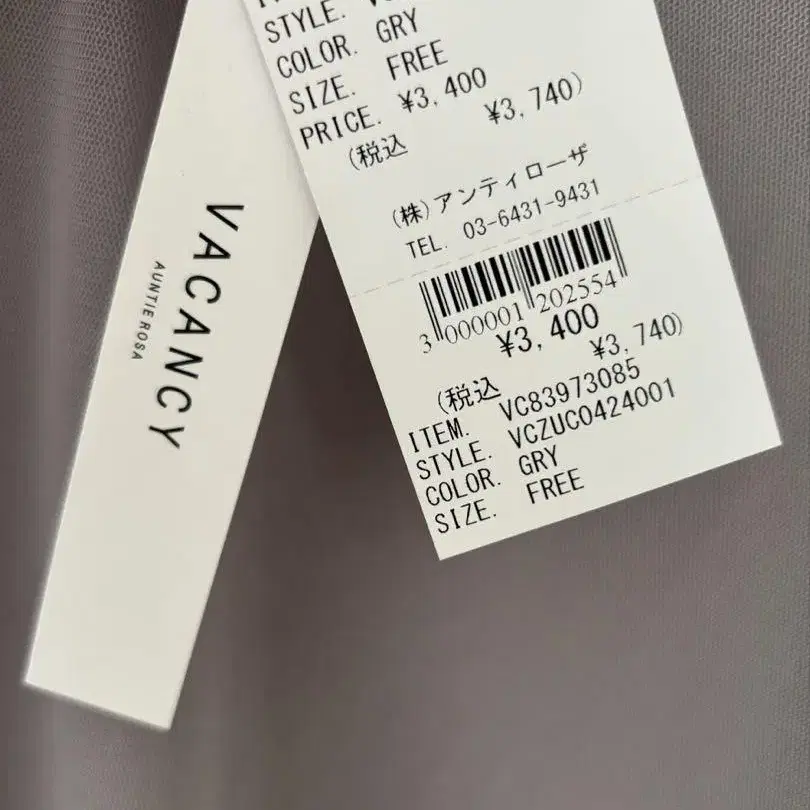 VACANCY
AUNTIE ROSA
STYLE.
COLOR. GRY
SIZE. FREE
PRICE. ¥3,400
(税込 ¥3,740)
(株)アンティローザ
TEL. 03-6431-9431
3 000001 202554
¥3,400
(税込 ¥3,740)
ITEM. VC83973085
STYLE. VCZUC0424001
COLOR. GRY
SIZE. FREE